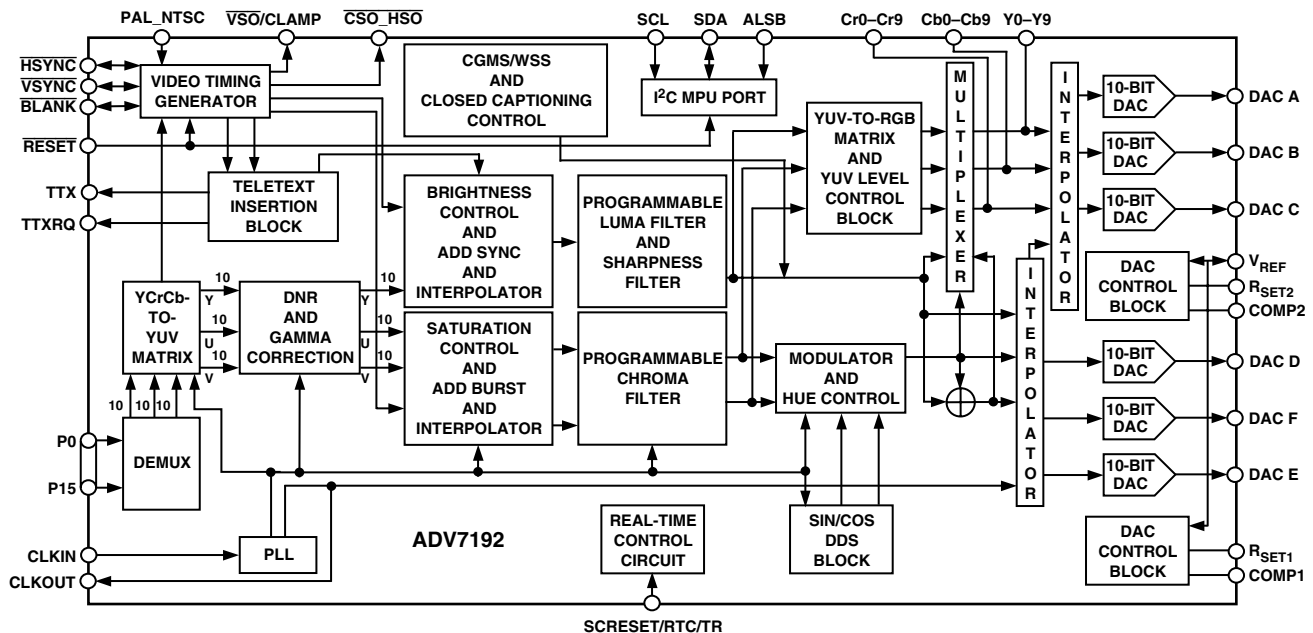 PAL_NTSC
VSO/CLAMP
CSO_HSO
SCL
SDA
ALSB
Cr0–Cr9
Cb0–Cb9
Y0–Y9
HSYNC
VSYNC
BLANK
RESET
TTX
TTXRQ
VIDEO TIMING
GENERATOR
CGMS/WSS
AND
CLOSED CAPTIONING
CONTROL
I²C MPU PORT
TELETEXT
INSERTION
BLOCK
BRIGHTNESS
CONTROL
AND
ADD SYNC
AND
INTERPOLATOR
PROGRAMMABLE
LUMA FILTER
AND
SHARPNESS
FILTER
YUV-TO-RGB
MATRIX
AND
YUV LEVEL
CONTROL
BLOCK
MULTIPLEXER
INTERPOLATOR
10-BIT
DAC
DAC A
10-BIT
DAC
DAC B
10-BIT
DAC
DAC C
DAC
CONTROL
BLOCK
VREF
RSET2
COMP2
YCrCb-
TO-
YUV
MATRIX
10
Y
10
U
10
V
DNR
AND
GAMMA
CORRECTION
10
Y
10
U
10
V
SATURATION
CONTROL
AND
ADD BURST
AND
INTERPOLATOR
PROGRAMMABLE
CHROMA
FILTER
MODULATOR
AND
HUE CONTROL
INTERPOLATOR
10-BIT
DAC
DAC D
10-BIT
DAC
DAC F
10-BIT
DAC
DAC E
10
10
10
P0
P15
DEMUX
CLKIN
CLKOUT
PLL
ADV7192
REAL-TIME
CONTROL
CIRCUIT
SIN/COS
DDS
BLOCK
DAC
CONTROL
BLOCK
RSET1
COMP1
SCRESET/RTC/TR